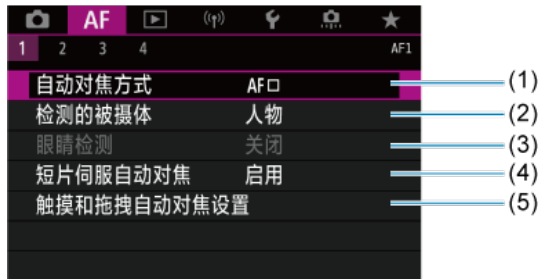 AF
1 2 3 4 AF1
自动对焦方式 AF□ (1)
检测的被摄体 人物 (2)
眼睛检测 关闭 (3)
短片伺服自动对焦 启用 (4)
触摸和拖拽自动对焦设置 (5)